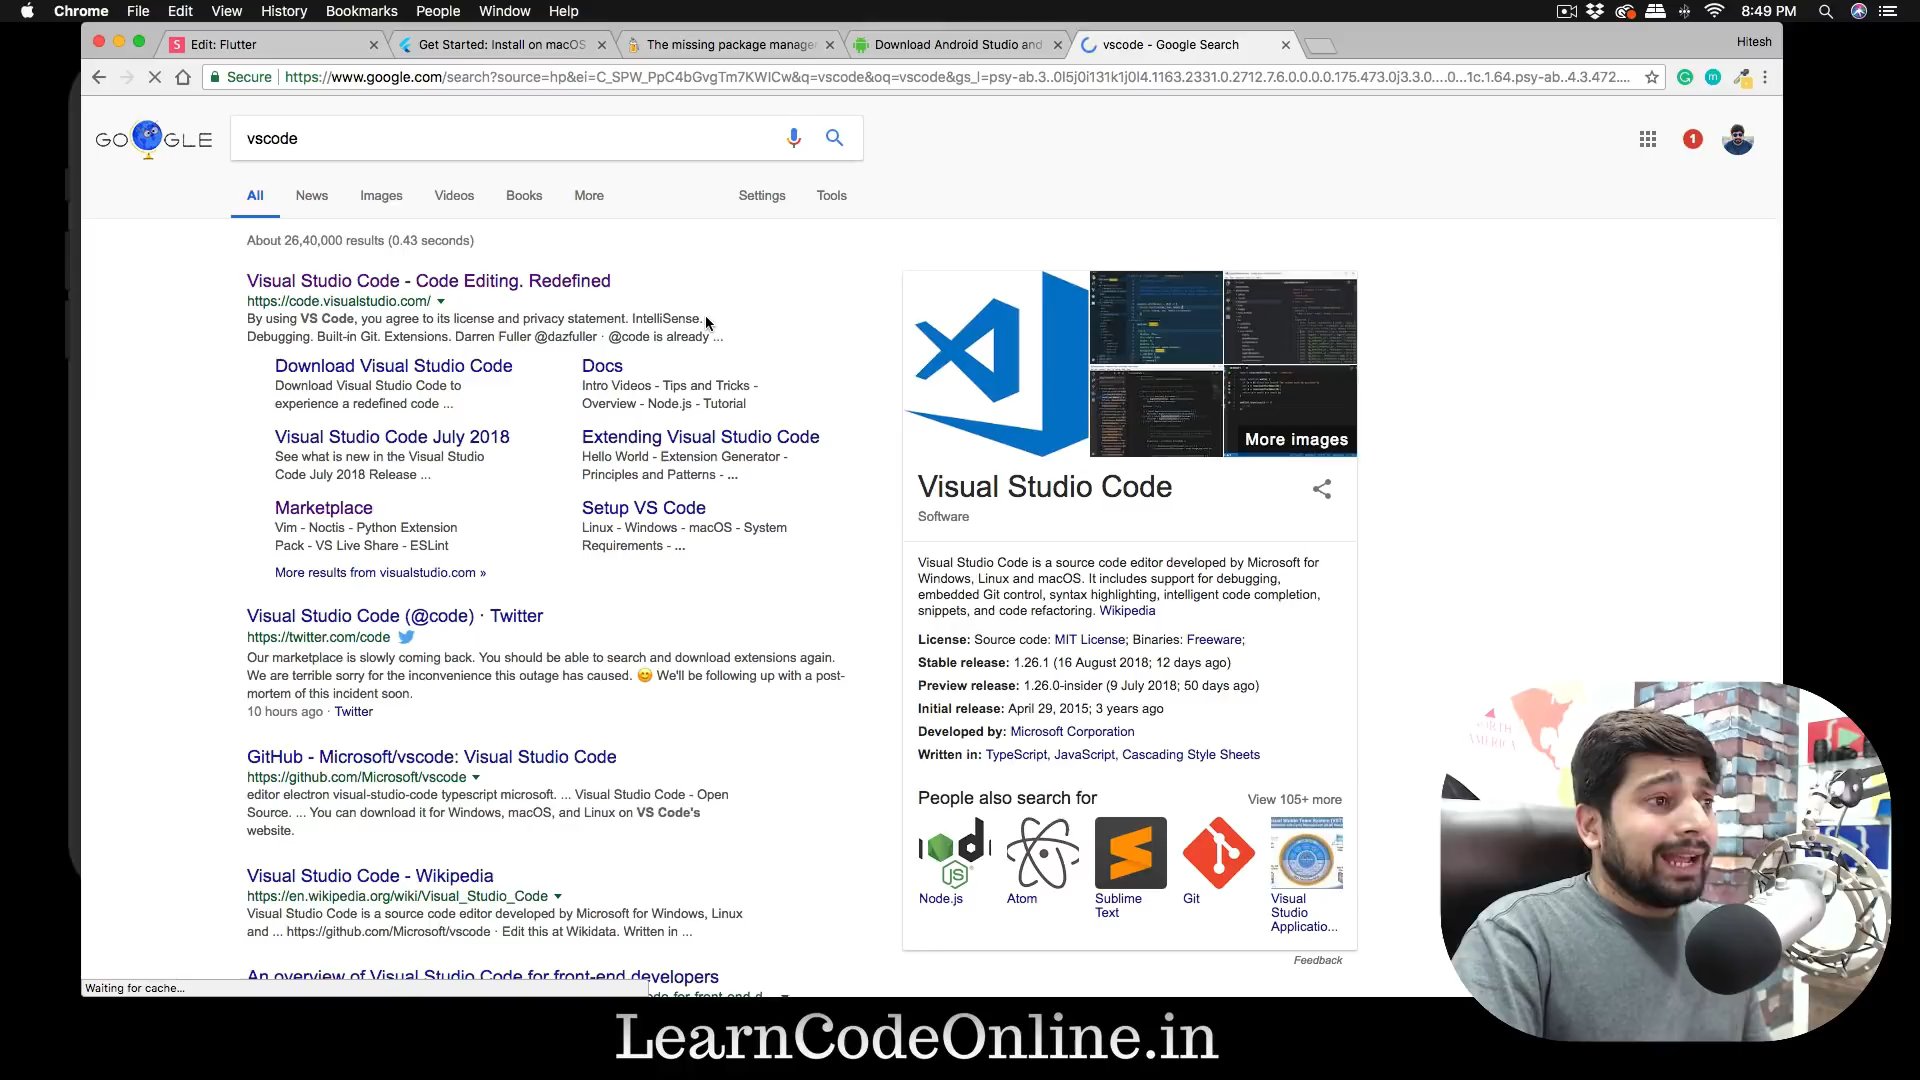 Chrome File Edit View History Bookmarks People Window Help 8:49 PM
Edit: Flutter Get Started: Install on macOS The missing package manage Download Android Studio and vscode - Google Search Hitesh
Secure https://www.google.com/search?source=hp&ei=C_SPW_PpC4bGvgTm7KWICw&q=vscode&oq=vscode&gs_l=psy-ab.3..0l5j0i131k1j0l4.1163.2331.0.2712.7.6.0.0.0.0.175.473.0j3.3.0....0...1c.1.64.psy-ab..4.3.472....
GOOGLE vscode 1
All News Images Videos Books More Settings Tools
About 26,40,000 results (0.43 seconds)
Visual Studio Code - Code Editing. Redefined
https://code.visualstudio.com/
By using VS Code, you agree to its license and privacy statement. IntelliSense.
Debugging. Built-in Git. Extensions. Darren Fuller @dazfuller · @code is already ...
Download Visual Studio Code
Download Visual Studio Code to
experience a redefined code ...
Docs
Intro Videos - Tips and Tricks -
Overview - Node.js - Tutorial
Visual Studio Code July 2018
See what is new in the Visual Studio
Code July 2018 Release ...
Extending Visual Studio Code
Hello World - Extension Generator -
Principles and Patterns - ...
Marketplace
Vim - Noctis - Python Extension
Pack - VS Live Share - ESLint
Setup VS Code
Linux - Windows - macOS - System
Requirements - ...
More results from visualstudio.com »
Visual Studio Code (@code) · Twitter
https://twitter.com/code
Our marketplace is slowly coming back. You should be able to search and download extensions again.
We are terrible sorry for the inconvenience this outage has caused. 😊 We'll be following up with a post-
mortem of this incident soon.
10 hours ago · Twitter
GitHub - Microsoft/vscode: Visual Studio Code
https://github.com/Microsoft/vscode
editor electron visual-studio-code typescript microsoft. ... Visual Studio Code - Open
Source. ... You can download it for Windows, macOS, and Linux on VS Code's
website.
Visual Studio Code - Wikipedia
https://en.wikipedia.org/wiki/Visual_Studio_Code
Visual Studio Code is a source code editor developed by Microsoft for Windows, Linux
and ... https://github.com/Microsoft/vscode · Edit this at Wikidata. Written in ...
An overview of Visual Studio Code for front-end developers
Waiting for cache...
More images
Visual Studio Code
Software
Visual Studio Code is a source code editor developed by Microsoft for
Windows, Linux and macOS. It includes support for debugging,
embedded Git control, syntax highlighting, intelligent code completion,
snippets, and code refactoring. Wikipedia
License: Source code: MIT License; Binaries: Freeware;
Stable release: 1.26.1 (16 August 2018; 12 days ago)
Preview release: 1.26.0-insider (9 July 2018; 50 days ago)
Initial release: April 29, 2015; 3 years ago
Developed by: Microsoft Corporation
Written in: TypeScript, JavaScript, Cascading Style Sheets
People also search for View 105+ more
Node.js
Atom
Sublime
Text
Git
Visual
Studio
Applicatio...
Feedback
NORTH
AMERICA
LearnCodeOnline.in